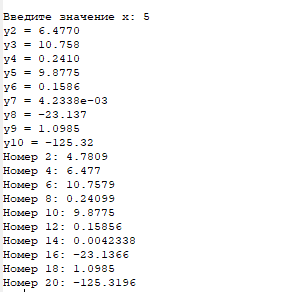 Введите значение x: 5
y2 = 6.4770
y3 = 10.758
y4 = 0.2410
y5 = 9.8775
y6 = 0.1586
y7 = 4.2338e-03
y8 = -23.137
y9 = 1.0985
y10 = -125.32
Номер 2: 4.7809
Номер 4: 6.477
Номер 6: 10.7579
Номер 8: 0.24099
Номер 10: 9.8775
Номер 12: 0.15856
Номер 14: 0.0042338
Номер 16: -23.1366
Номер 18: 1.0985
Номер 20: -125.3196